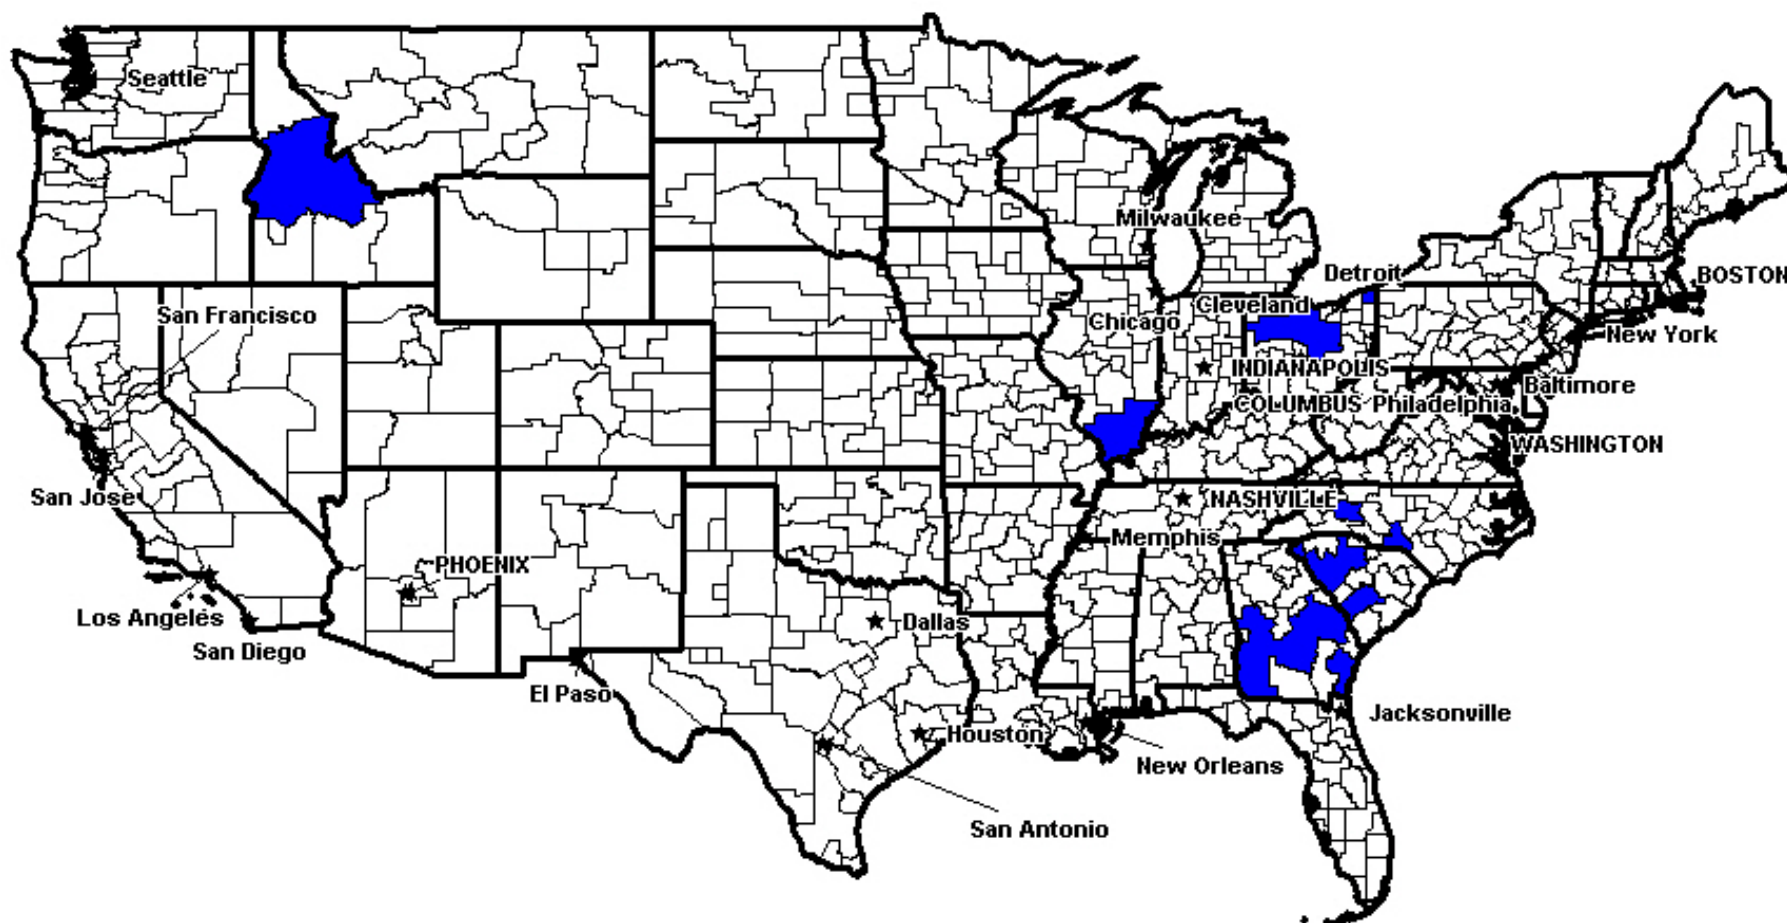 Seattle
Milwaukee
Detroit
BOSTON
Cleveland
San Francisco
Chicago
New York
INDIANAPOLIS
Baltimore
COLUMBUS
Philadelphia
WASHINGTON
San Jose
NASHVILLE
Memphis
PHOENIX
Los Angeles
Dallas
San Diego
El Paso
Jacksonville
Houston
New Orleans
San Antonio